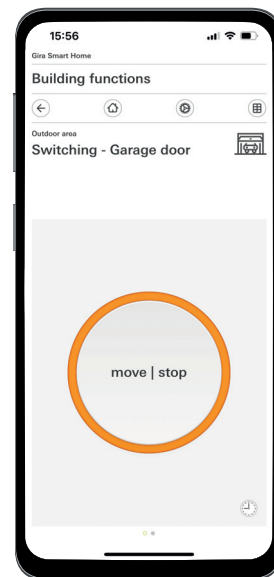 15:56
Gira Smart Home
Building functions
Outdoor area
Switching - Garage door
move | stop